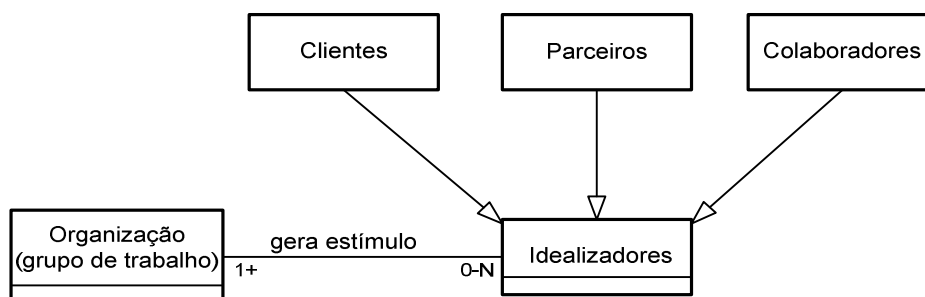 Clientes
Parceiros
Colaboradores
Organização
(grupo de trabalho)
gera estímulo
1+
0-N
Idealizadores